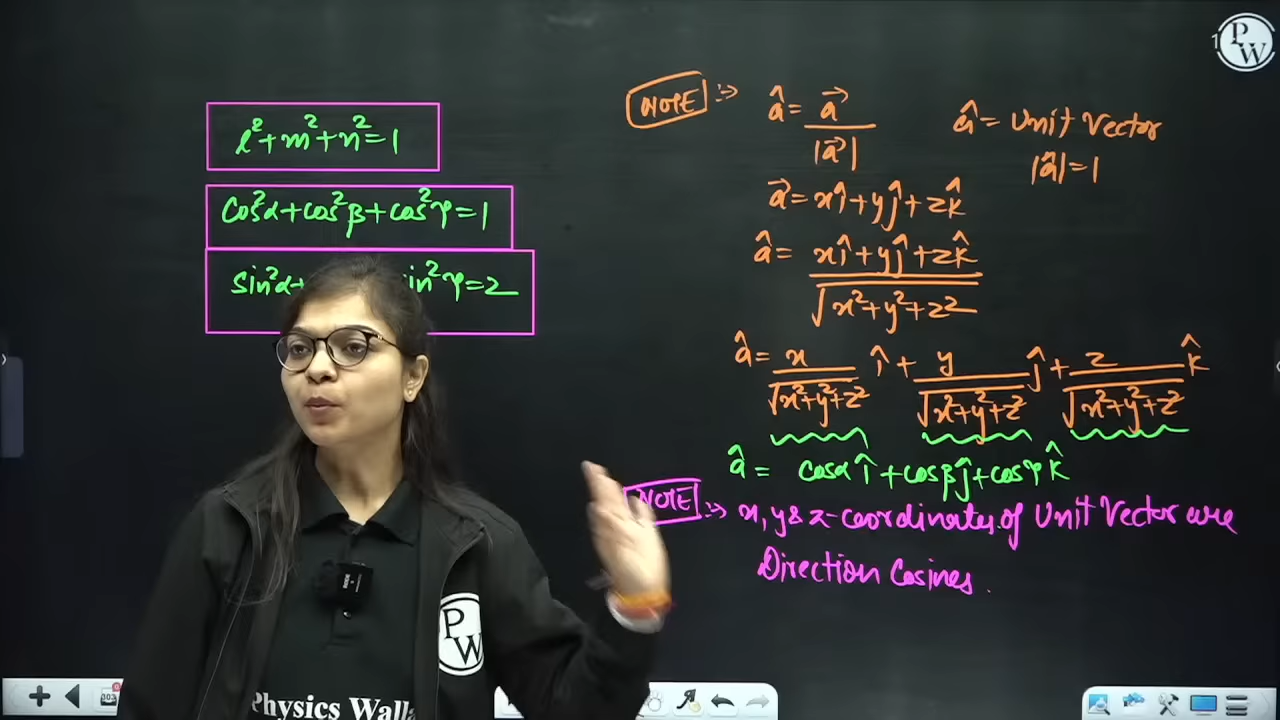 l²+m²+n²=1
cos²α+cos²β+cos²γ=1
sin²α+ sin²γ=2
NOTE :→ â = a⃗ / |a⃗| â = Unit Vector
|â|=1
a⃗ = xî+yĵ+zk̂
â = xî+yĵ+zk̂ / √x²+y²+z²
â = x/√x²+y²+z² î + y/√x²+y²+z² ĵ + z/√x²+y²+z² k̂
â = cosα î + cosβ ĵ + cosγ k̂
NOTE :→ x, y & z-coordinates of Unit Vector are
Direction Cosines.
PW
PW
Physics Walla